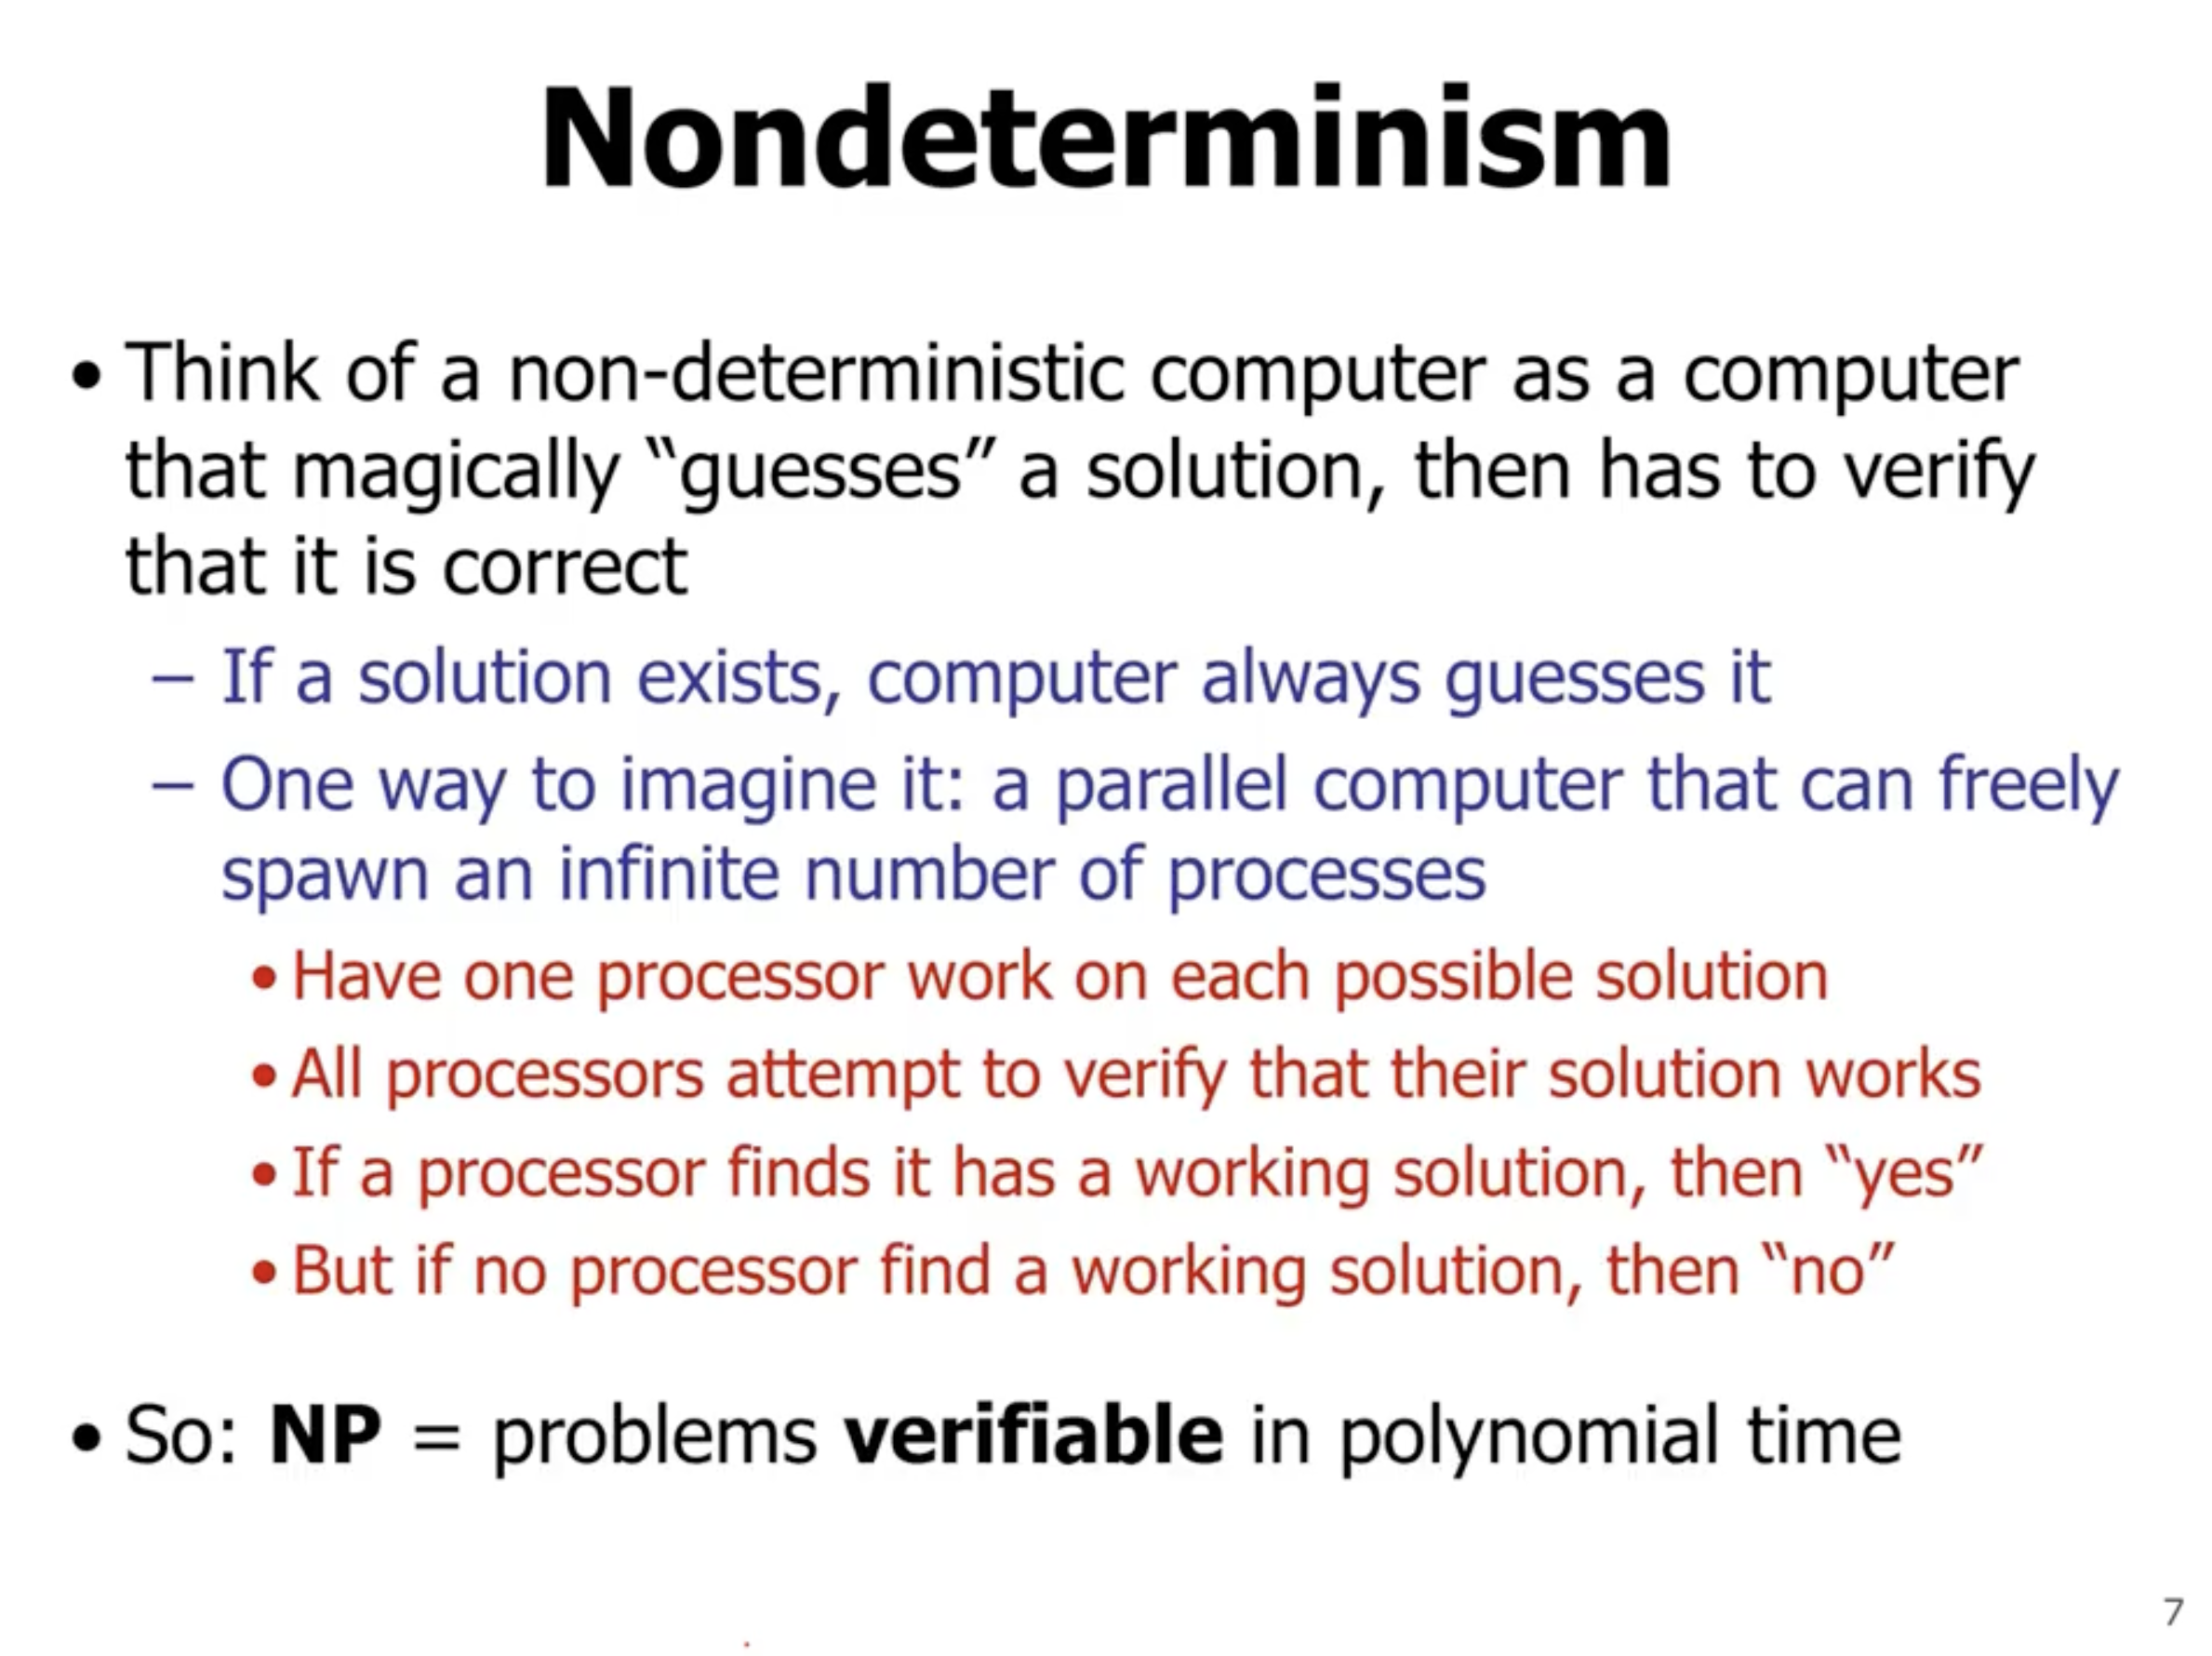 Nondeterminism
• Think of a non-deterministic computer as a computer
that magically “guesses” a solution, then has to verify
that it is correct
– If a solution exists, computer always guesses it
– One way to imagine it: a parallel computer that can freely
spawn an infinite number of processes
• Have one processor work on each possible solution
• All processors attempt to verify that their solution works
• If a processor finds it has a working solution, then “yes”
• But if no processor find a working solution, then “no”
• So: NP = problems verifiable in polynomial time
7